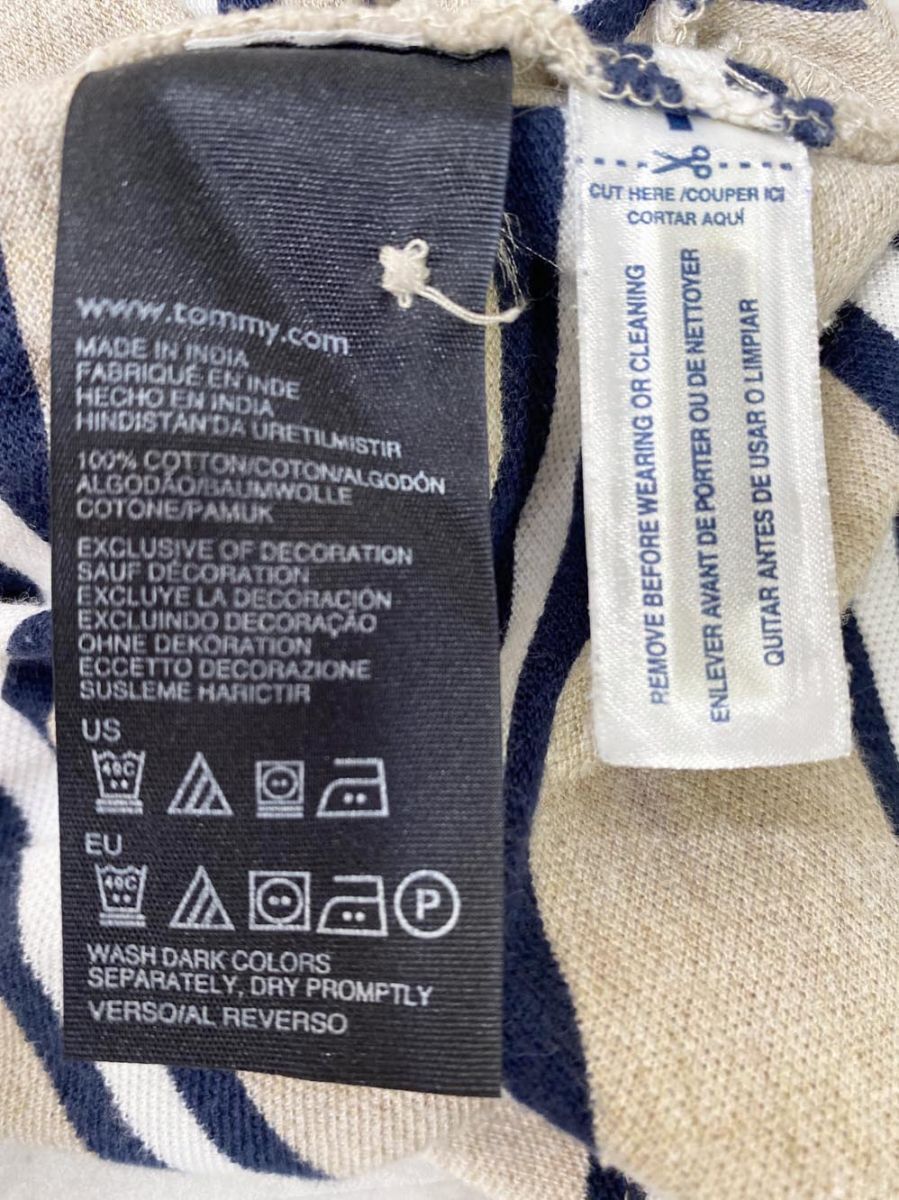 www.tommy.com
MADE IN INDIA
FABRIQUÉ EN INDE
HECHO EN INDIA
HINDISTAN'DA URETILMISTIR
100% COTTON/COTON/ALGODÓN
ALGODÃO/BAUMWOLLE
COTONE/PAMUK
EXCLUSIVE OF DECORATION
SAUF DÉCORATION
EXCLUYE LA DECORACIÓN
EXCLUINDO DECORAÇÃO
OHNE DEKORATION
ECCETTO DECORAZIONE
SUSLEME HARICTIR
US
40C
EU
40C
P
WASH DARK COLORS
SEPARATELY, DRY PROMPTLY
VERSO/AL REVERSO
CUT HERE /COUPER ICI
CORTAR AQUÍ
REMOVE BEFORE WEARING OR CLEANING
ENLEVER AVANT DE PORTER OU DE NETTOYER
QUITAR ANTES DE USAR O LIMPIAR